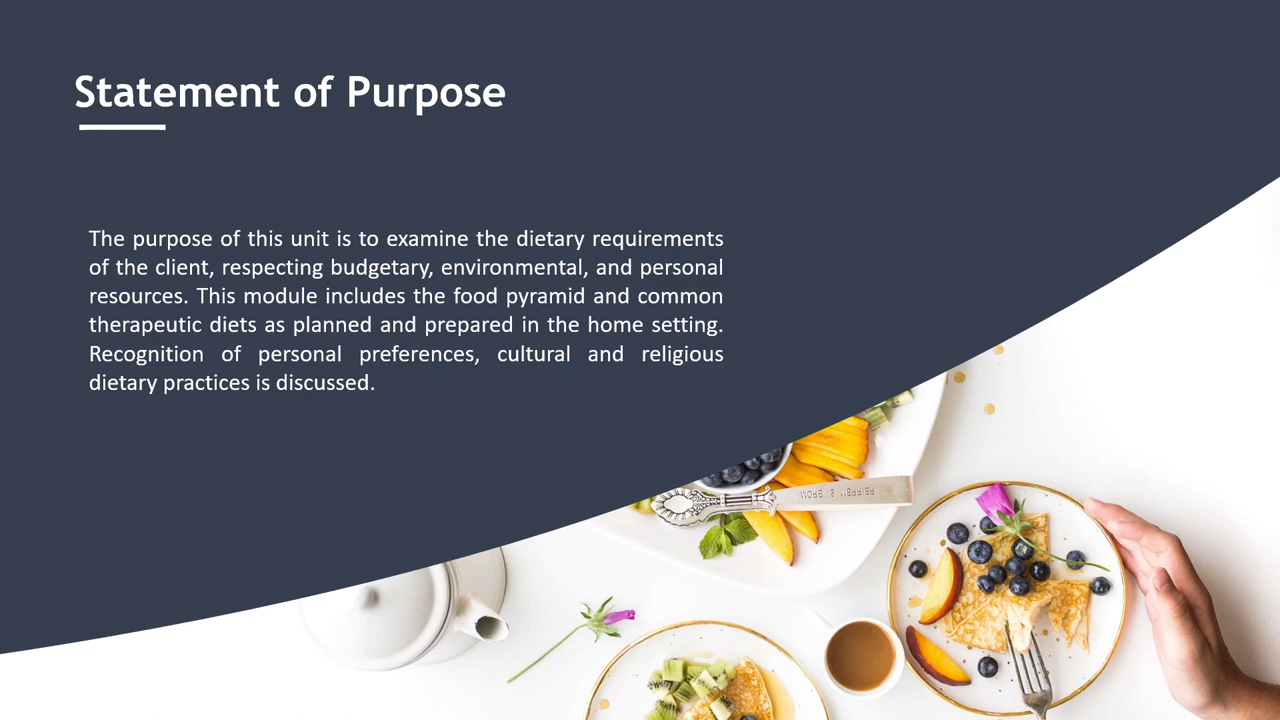 Statement of Purpose
The purpose of this unit is to examine the dietary requirements
of the client, respecting budgetary, environmental, and personal
resources. This module includes the food pyramid and common
therapeutic diets as planned and prepared in the home setting.
Recognition of personal preferences, cultural and religious
dietary practices is discussed.